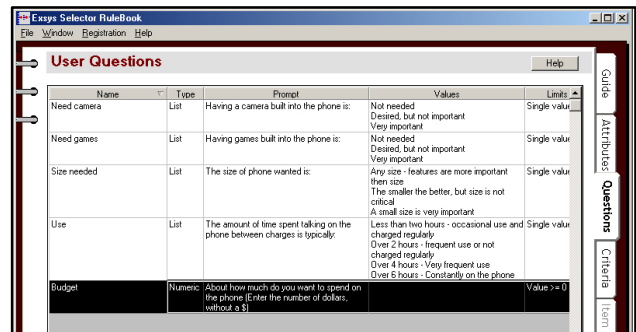 Exsys Selector RuleBook
File Window Registration Help
User Questions
Help
Name Type Prompt Values Limits
Need camera List Having a camera built into the phone is: Not needed Single value
Desired, but not important
Very important
Need games List Having games built into the phone is: Not needed Single value
Desired, but not important
Very important
Size needed List The size of phone wanted is: Any size - features are more important Single value
then size
The smaller the better, but size is not
critical
A small size is very important
Use List The amount of time spent talking on the Less than two hours - occasional use and Single value
phone between charges is typically: charged regularly
Over 2 hours - frequent use or not
charged regularly
Over 4 hours - Very frequent use
Over 6 hours - Constantly on the phone
Budget Numeric About how much do you want to spend on Value >= 0
the phone (Enter the number of dollars,
without a $)
Guide
Attributes
Questions
Criteria
Item